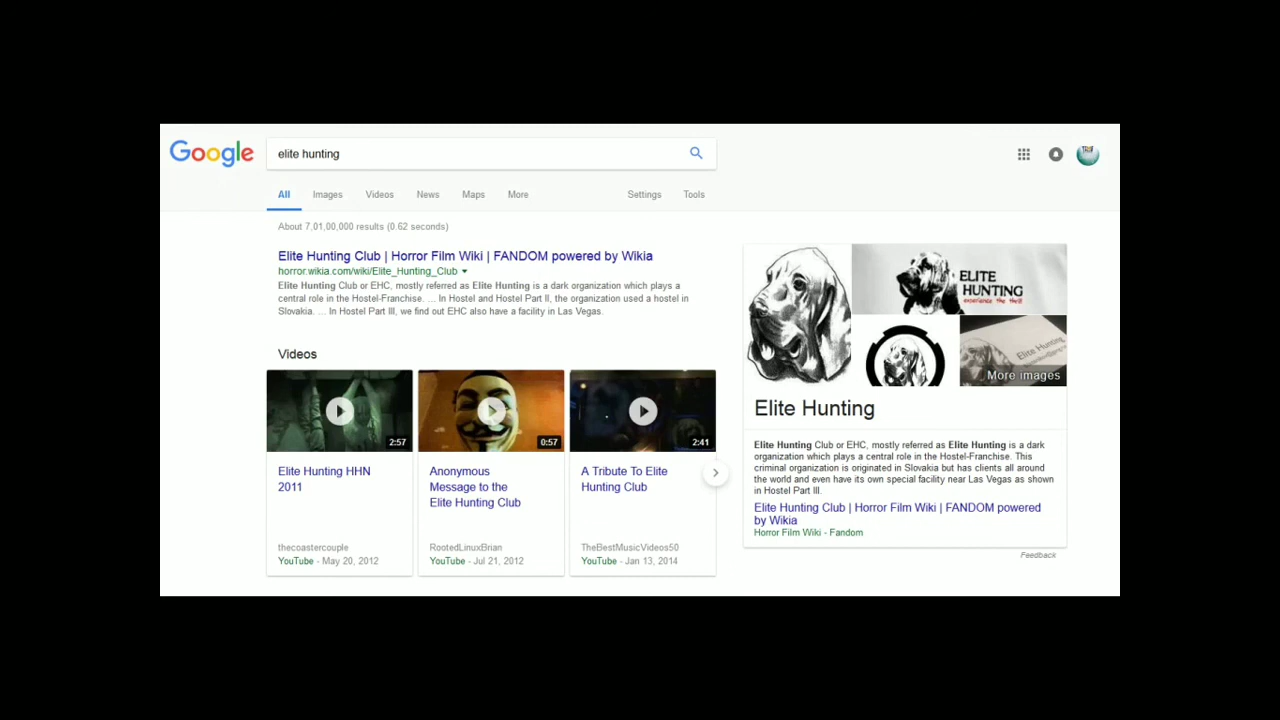 Google
elite hunting
All Images Videos News Maps More Settings Tools
About 7,01,00,000 results (0.62 seconds)
Elite Hunting Club | Horror Film Wiki | FANDOM powered by Wikia
horror.wikia.com/wiki/Elite_Hunting_Club
Elite Hunting Club or EHC, mostly referred as Elite Hunting is a dark organization which plays a
central role in the Hostel-Franchise. ... In Hostel and Hostel Part II, the organization used a hostel in
Slovakia. ... In Hostel Part III, we find out EHC also have a facility in Las Vegas.
Videos
2:57
Elite Hunting HHN
2011
thecoastercouple
YouTube - May 20, 2012
0:57
Anonymous
Message to the
Elite Hunting Club
RootedLinuxBrian
YouTube - Jul 21, 2012
2:41
A Tribute To Elite
Hunting Club
TheBestMusicVideos50
YouTube - Jan 13, 2014
ELITE
HUNTING
experience the thrill
Elite Hunting
More images
Elite Hunting
Elite Hunting Club or EHC, mostly referred as Elite Hunting is a dark
organization which plays a central role in the Hostel-Franchise. This
criminal organization is originated in Slovakia but has clients all around
the world and even have its own special facility near Las Vegas as shown
in Hostel Part III.
Elite Hunting Club | Horror Film Wiki | FANDOM powered
by Wikia
Horror Film Wiki - Fandom
Feedback